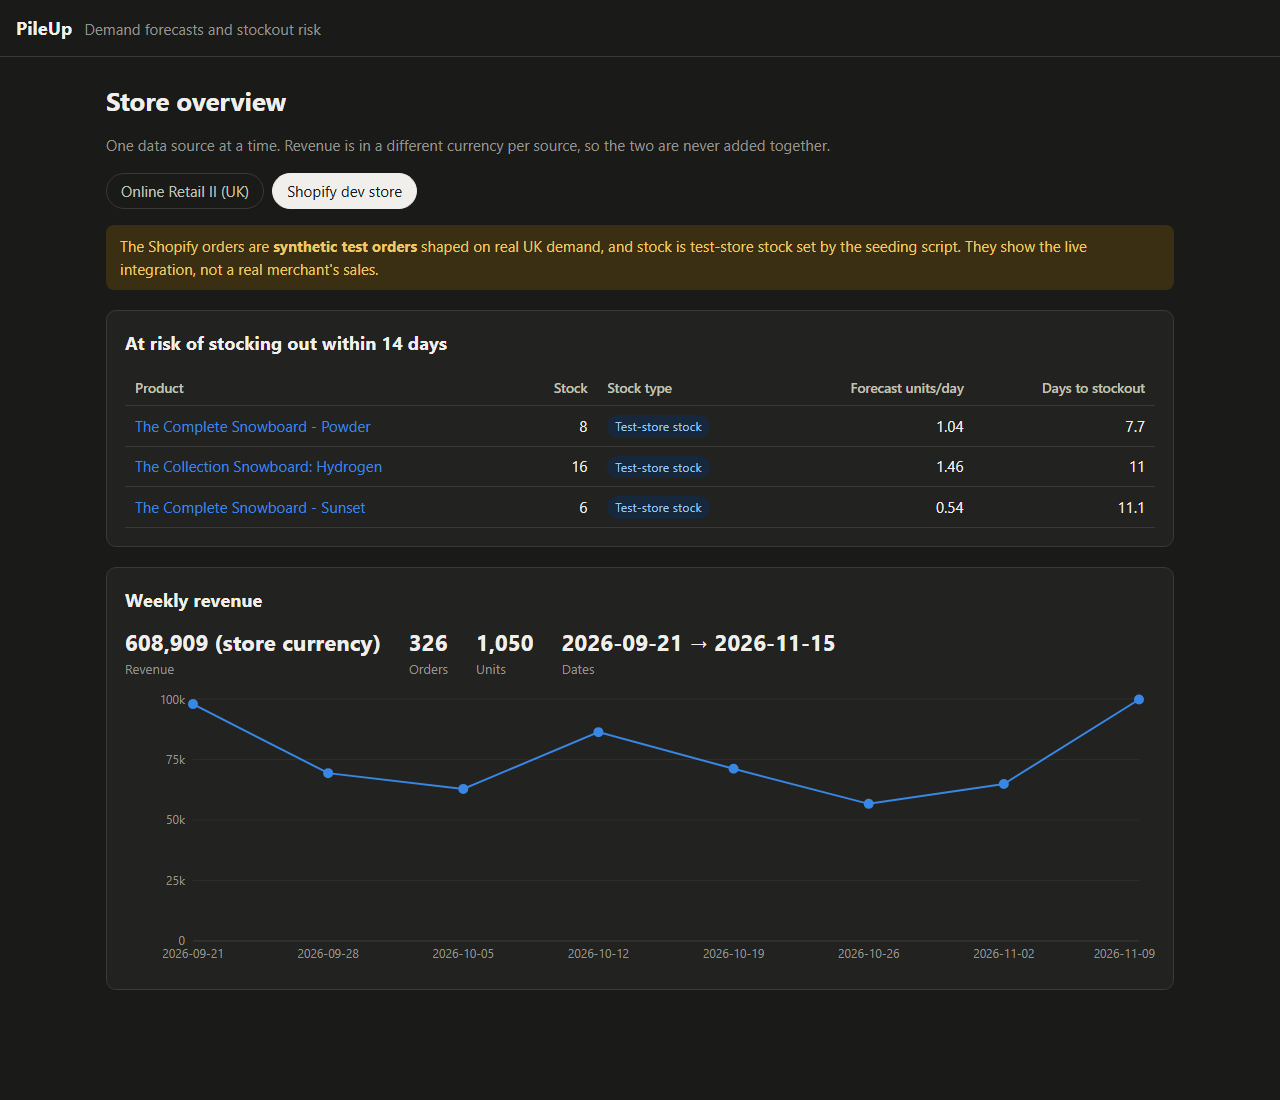 PileUp Demand forecasts and stockout risk
Store overview
One data source at a time. Revenue is in a different currency per source, so the two are never added together.
Online Retail II (UK) Shopify dev store
The Shopify orders are synthetic test orders shaped on real UK demand, and stock is test-store stock set by the seeding script. They show the live
integration, not a real merchant's sales.
At risk of stocking out within 14 days
Product Stock Stock type Forecast units/day Days to stockout
The Complete Snowboard - Powder 8 Test-store stock 1.04 7.7
The Collection Snowboard: Hydrogen 16 Test-store stock 1.46 11
The Complete Snowboard - Sunset 6 Test-store stock 0.54 11.1
Weekly revenue
608,909 (store currency) 326 1,050 2026-09-21 → 2026-11-15
Revenue Orders Units Dates
100k
75k
50k
25k
0
2026-09-21 2026-09-28 2026-10-05 2026-10-12 2026-10-19 2026-10-26 2026-11-02 2026-11-09